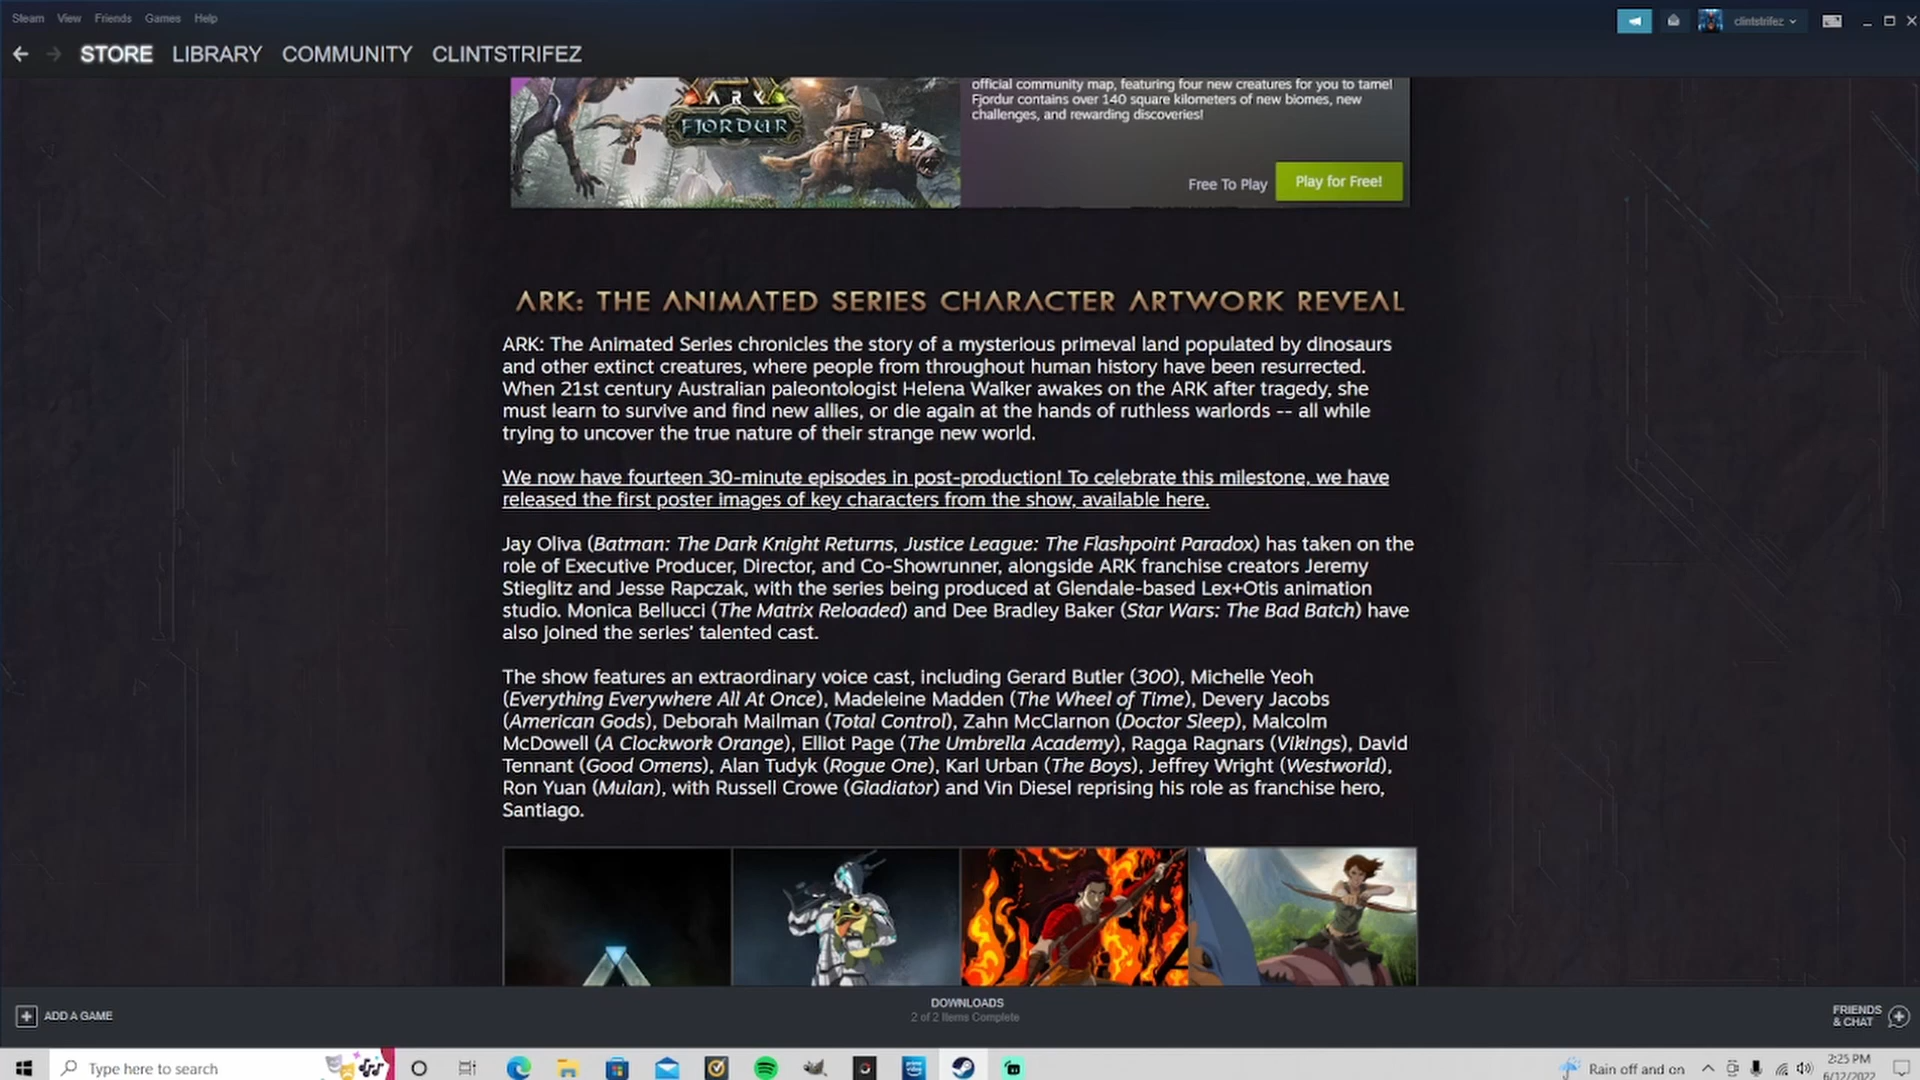 Steam View Friends Games Help
clintstrifez
STORE LIBRARY COMMUNITY CLINTSTRIFEZ
official community map, featuring four new creatures for you to tame!
Fjordur contains over 140 square kilometers of new biomes, new
challenges, and rewarding discoveries!
ARK
FJORDUR
Free To Play Play for Free!
ARK: THE ANIMATED SERIES CHARACTER ARTWORK REVEAL
ARK: The Animated Series chronicles the story of a mysterious primeval land populated by dinosaurs
and other extinct creatures, where people from throughout human history have been resurrected.
When 21st century Australian paleontologist Helena Walker awakes on the ARK after tragedy, she
must learn to survive and find new allies, or die again at the hands of ruthless warlords -- all while
trying to uncover the true nature of their strange new world.
We now have fourteen 30-minute episodes in post-production! To celebrate this milestone, we have
released the first poster images of key characters from the show, available here.
Jay Oliva (Batman: The Dark Knight Returns, Justice League: The Flashpoint Paradox) has taken on the
role of Executive Producer, Director, and Co-Showrunner, alongside ARK franchise creators Jeremy
Stieglitz and Jesse Rapczak, with the series being produced at Glendale-based Lex+Otis animation
studio. Monica Bellucci (The Matrix Reloaded) and Dee Bradley Baker (Star Wars: The Bad Batch) have
also joined the series' talented cast.
The show features an extraordinary voice cast, including Gerard Butler (300), Michelle Yeoh
(Everything Everywhere All At Once), Madeleine Madden (The Wheel of Time), Devery Jacobs
(American Gods), Deborah Mailman (Total Control), Zahn McClarnon (Doctor Sleep), Malcolm
McDowell (A Clockwork Orange), Elliot Page (The Umbrella Academy), Ragga Ragnars (Vikings), David
Tennant (Good Omens), Alan Tudyk (Rogue One), Karl Urban (The Boys), Jeffrey Wright (Westworld),
Ron Yuan (Mulan), with Russell Crowe (Gladiator) and Vin Diesel reprising his role as franchise hero,
Santiago.
ADD A GAME
DOWNLOADS
2 of 2 Items Complete
FRIENDS
& CHAT
Type here to search
Rain off and on
2:25 PM
6/12/2022